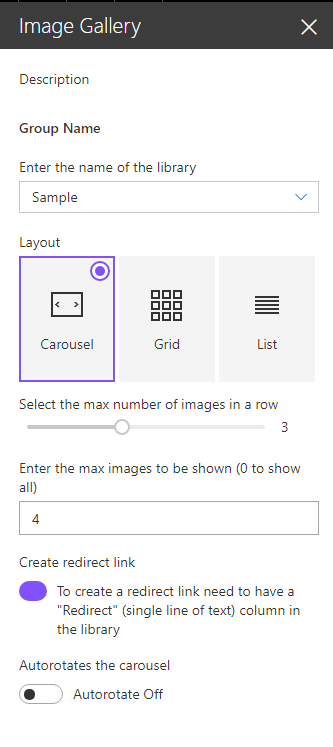 Image Gallery
Description
Group Name
Enter the name of the library
Sample
Layout
Carousel
Grid
List
Select the max number of images in a row
3
Enter the max images to be shown (0 to show
all)
4
Create redirect link
To create a redirect link need to have a
"Redirect" (single line of text) column in
the library
Autorotates the carousel
Autorotate Off